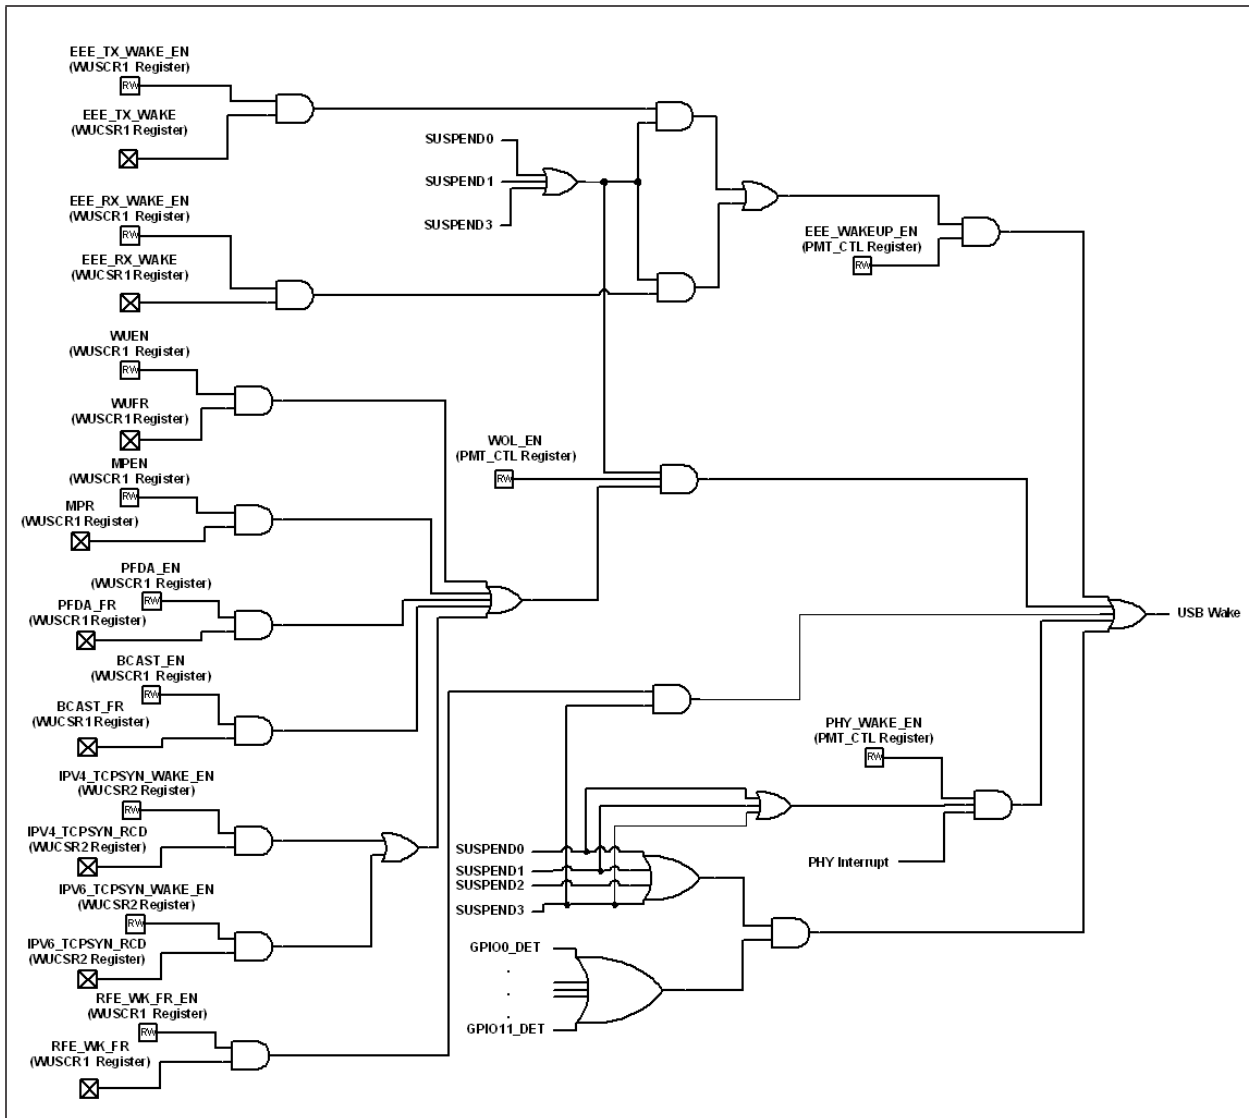 EEE_TX_WAKE_EN
(WUSCR1 Register)
RW
EEE_TX_WAKE
(WUCSR1 Register)
SUSPEND0
SUSPEND1
SUSPEND3
EEE_RX_WAKE_EN
(WUSCR1 Register)
RW
EEE_RX_WAKE
(WUCSR1 Register)
EEE_WAKEUP_EN
(PMT_CTL Register)
RW
WUEN
(WUSCR1 Register)
RW
WUFR
(WUSCR1 Register)
WOL_EN
(PMT_CTL Register)
RW
MPEN
(WUSCR1 Register)
RW
MPR
(WUSCR1 Register)
PFDA_EN
(WUSCR1 Register)
RW
PFDA_FR
(WUSCR1 Register)
USB Wake
BCAST_EN
(WUSCR1 Register)
RW
BCAST_FR
(WUCSR1 Register)
PHY_WAKE_EN
(PMT_CTL Register)
RW
IPV4_TCPSYN_WAKE_EN
(WUCSR2 Register)
RW
IPV4_TCPSYN_RCD
(WUCSR2 Register)
SUSPEND0
SUSPEND1
SUSPEND2
SUSPEND3
PHY Interrupt
IPV6_TCPSYN_WAKE_EN
(WUCSR2 Register)
RW
IPV6_TCPSYN_RCD
(WUCSR2 Register)
GPIO0_DET
.
.
.
GPIO11_DET
RFE_WK_FR_EN
(WUSCR1 Register)
RW
RFE_WK_FR
(WUSCR1 Register)